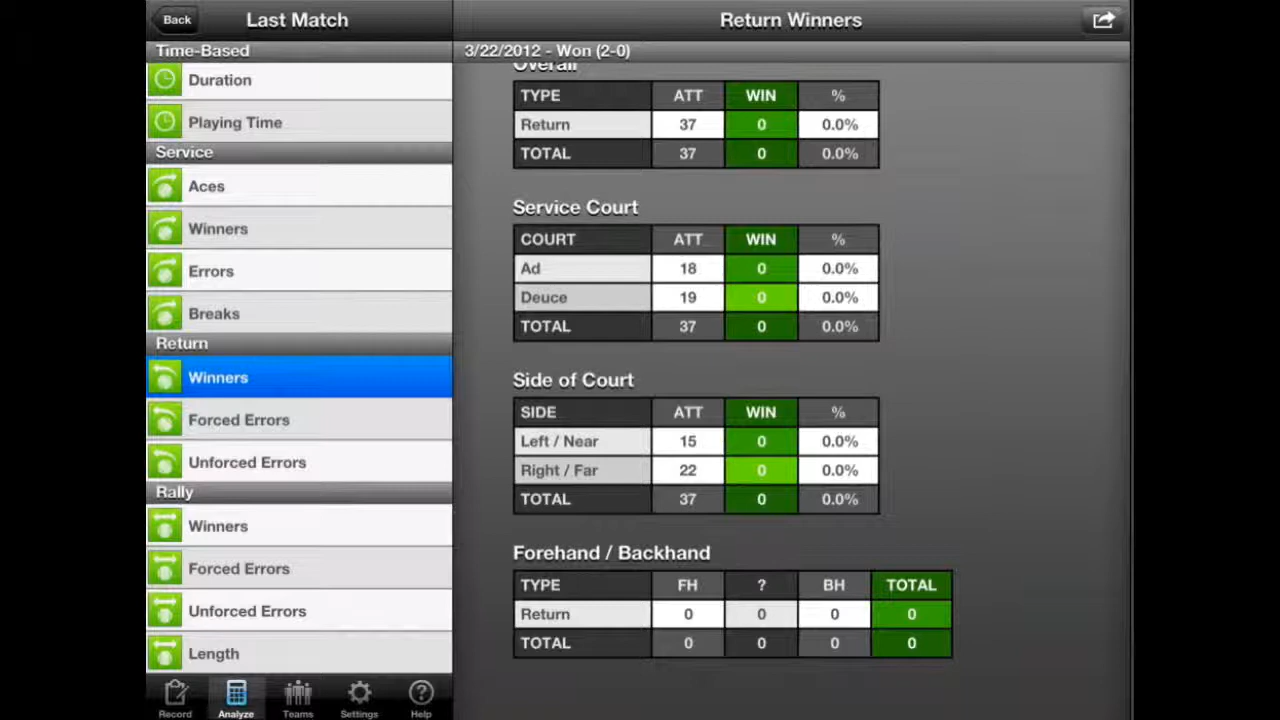 Back
Last Match
Return Winners
Time-Based
3/22/2012 - Won (2-0)
Duration
Playing Time
Service
Aces
Winners
Errors
Breaks
Return
Winners
Forced Errors
Unforced Errors
Rally
Winners
Forced Errors
Unforced Errors
Length
Record Analyze Teams Settings Help
Overall
TYPE ATT WIN %
Return 37 0 0.0%
TOTAL 37 0 0.0%
Service Court
COURT ATT WIN %
Ad 18 0 0.0%
Deuce 19 0 0.0%
TOTAL 37 0 0.0%
Side of Court
SIDE ATT WIN %
Left / Near 15 0 0.0%
Right / Far 22 0 0.0%
TOTAL 37 0 0.0%
Forehand / Backhand
TYPE FH ? BH TOTAL
Return 0 0 0 0
TOTAL 0 0 0 0